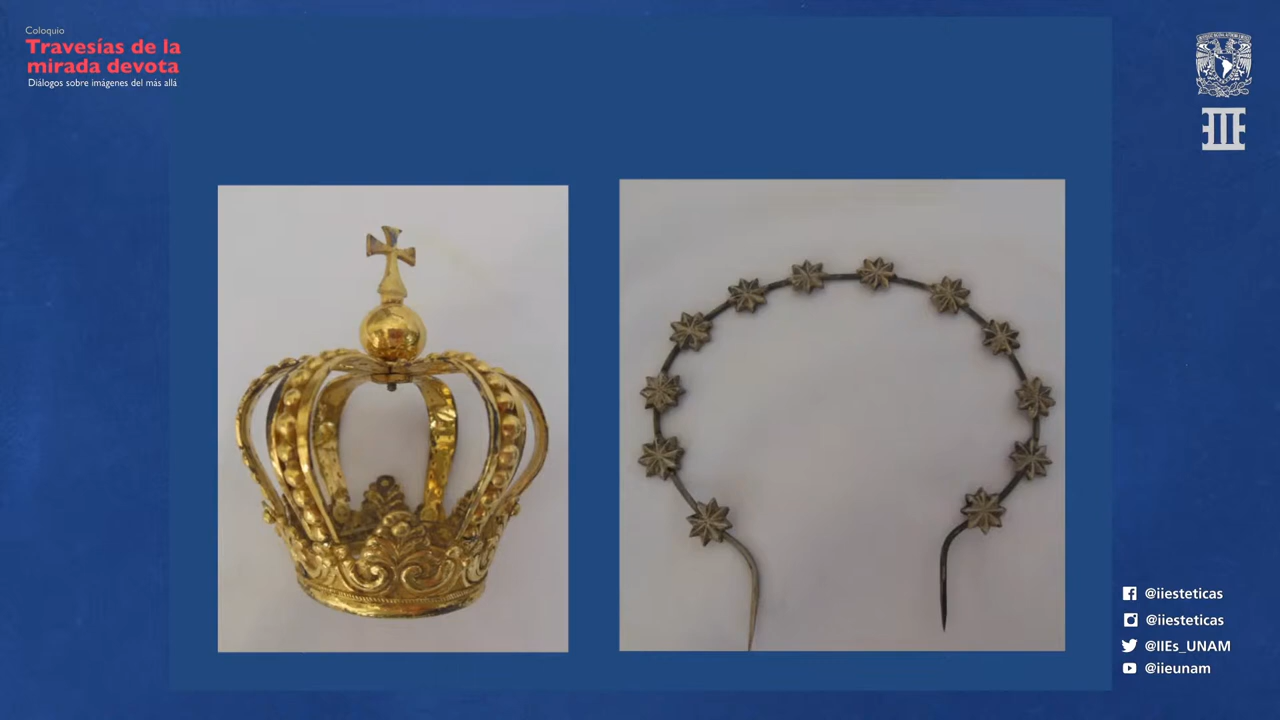 Coloquio
Travesías de la
mirada devota
Diálogos sobre imágenes del más allá
@iiesteticas
@iiesteticas
@IIEs_UNAM
@iieunam